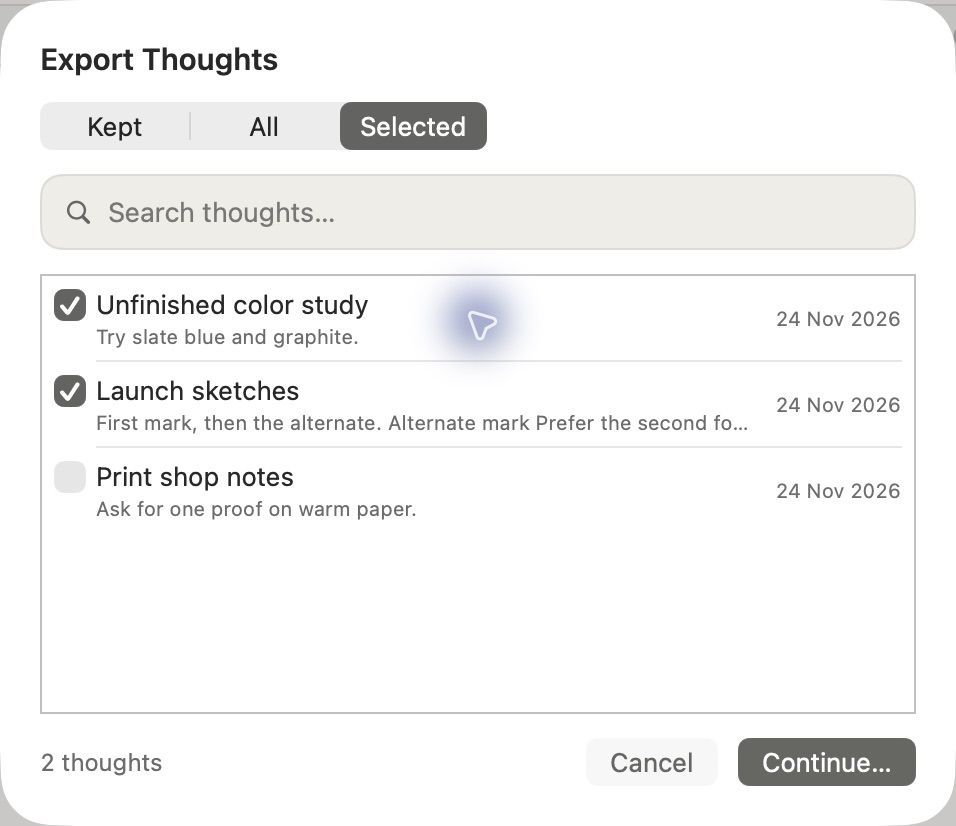 Export Thoughts
Kept
All
Selected
Search thoughts...
Unfinished color study
24 Nov 2026
Try slate blue and graphite.
Launch sketches
24 Nov 2026
First mark, then the alternate. Alternate mark Prefer the second fo...
Print shop notes
24 Nov 2026
Ask for one proof on warm paper.
2 thoughts
Cancel
Continue...